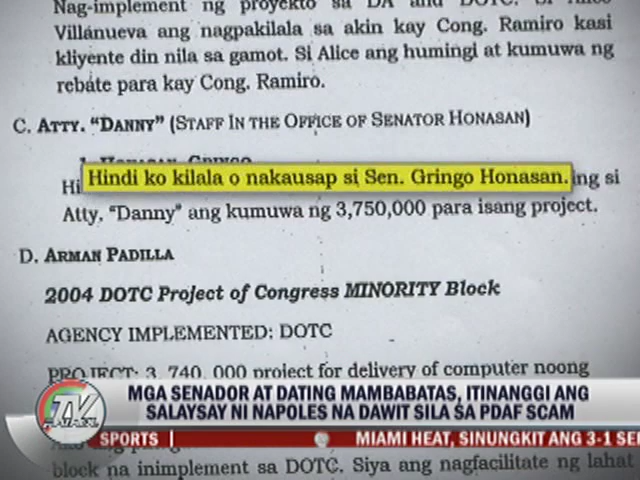 Nag-implement ng proyekto sa DA and DOTC. Si Alice
Villanueva ang nagpakilala sa akin kay Cong. Ramiro kasi
kliyente din nila sa gamot. Si Alice ang humingi at kumuwa ng
rebate para kay Cong. Ramiro.
C. ATTY. "DANNY" (STAFF IN THE OFFICE OF SENATOR HONASAN)
Hindi ko kilala o nakausap si Sen. Gringo Honasan.
Hi ing si
Atty. "Danny" ang kumuwa ng 3,750,000 para isang project.
D. ARMAN PADILLA
2004 DOTC Project of Congress MINORITY Block
AGENCY IMPLEMENTED: DOTC
PROJECT: 3, 740, 000 project for delivery of computer noong
MGA SENADOR AT DATING MAMBABATAS, ITINANGGI ANG
SALAYSAY NI NAPOLES NA DAWIT SILA SA PDAF SCAM
TV
SPORTS MIAMI HEAT, SINUNGKIT ANG 3-1 SE
block na inimplement sa DOTC. Siya ang nagfacilitate ng lahat